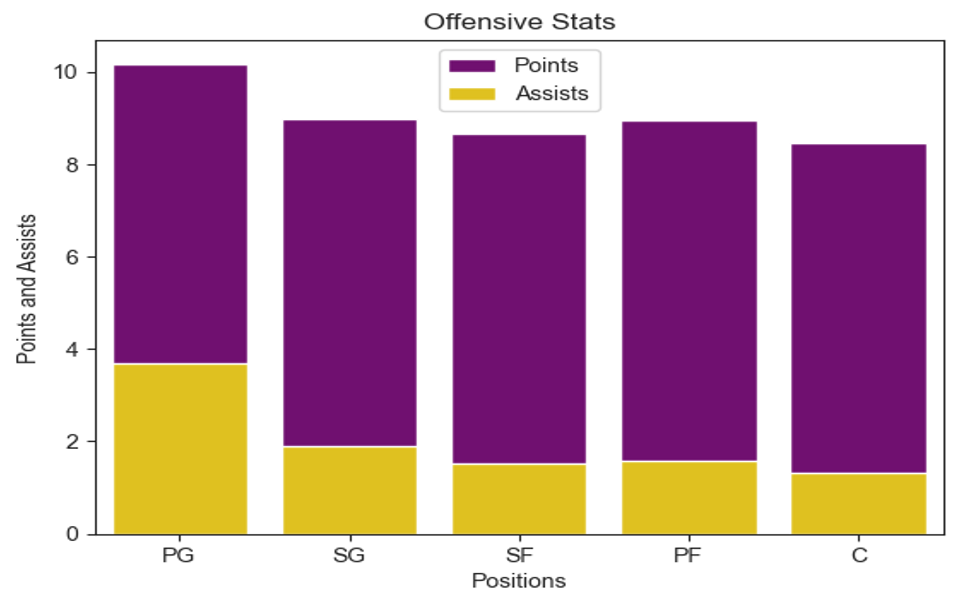 Offensive Stats
Points
Assists
10
8
6
4
2
0
Points and Assists
PG SG SF PF C
Positions